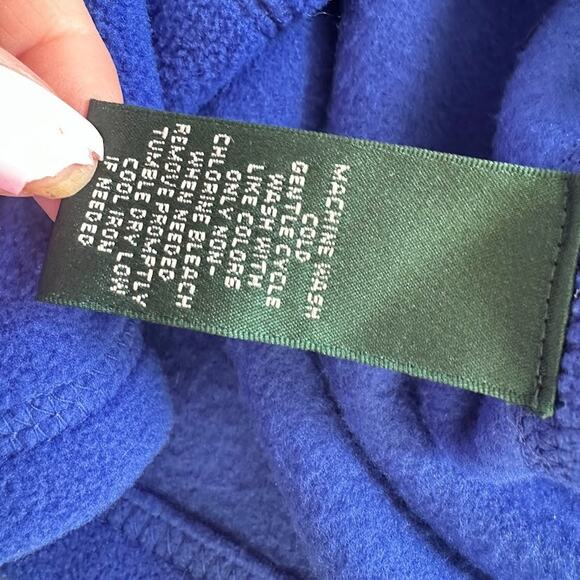 MACHINE WASH
COLD
GENTLE CYCLE
WASH WITH
LIKE COLORS
ONLY NON-
CHLORINE BLEACH
WHEN NEEDED
REMOVE PROMPTLY
TUMBLE DRY LOW
COOL IRON
IF NEEDED